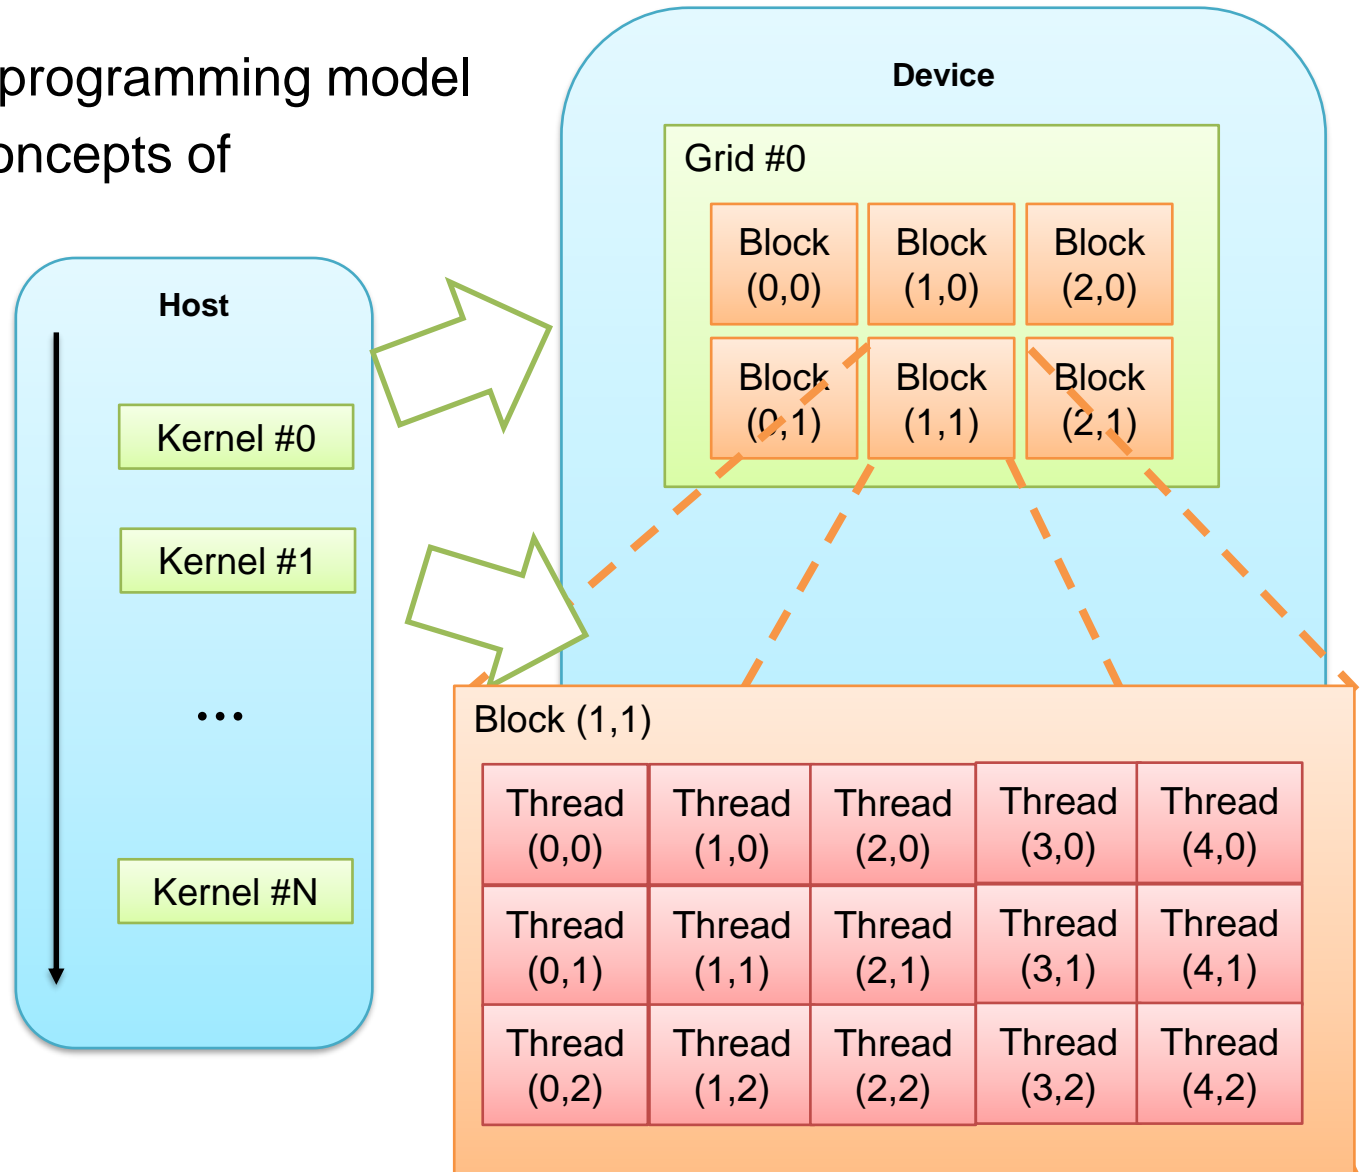 programming model
oncepts of
Host
Kernel #0
Kernel #1
...
Kernel #N
Device
Grid #0
Block
(0,0)
Block
(1,0)
Block
(2,0)
Block
(0,1)
Block
(1,1)
Block
(2,1)
Block (1,1)
Thread
(0,0)
Thread
(1,0)
Thread
(2,0)
Thread
(3,0)
Thread
(4,0)
Thread
(0,1)
Thread
(1,1)
Thread
(2,1)
Thread
(3,1)
Thread
(4,1)
Thread
(0,2)
Thread
(1,2)
Thread
(2,2)
Thread
(3,2)
Thread
(4,2)